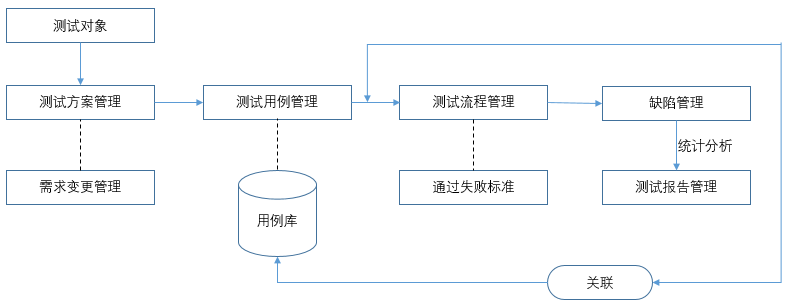 测试对象
测试方案管理
测试用例管理
测试流程管理
缺陷管理
统计分析
需求变更管理
用例库
通过失败标准
测试报告管理
关联